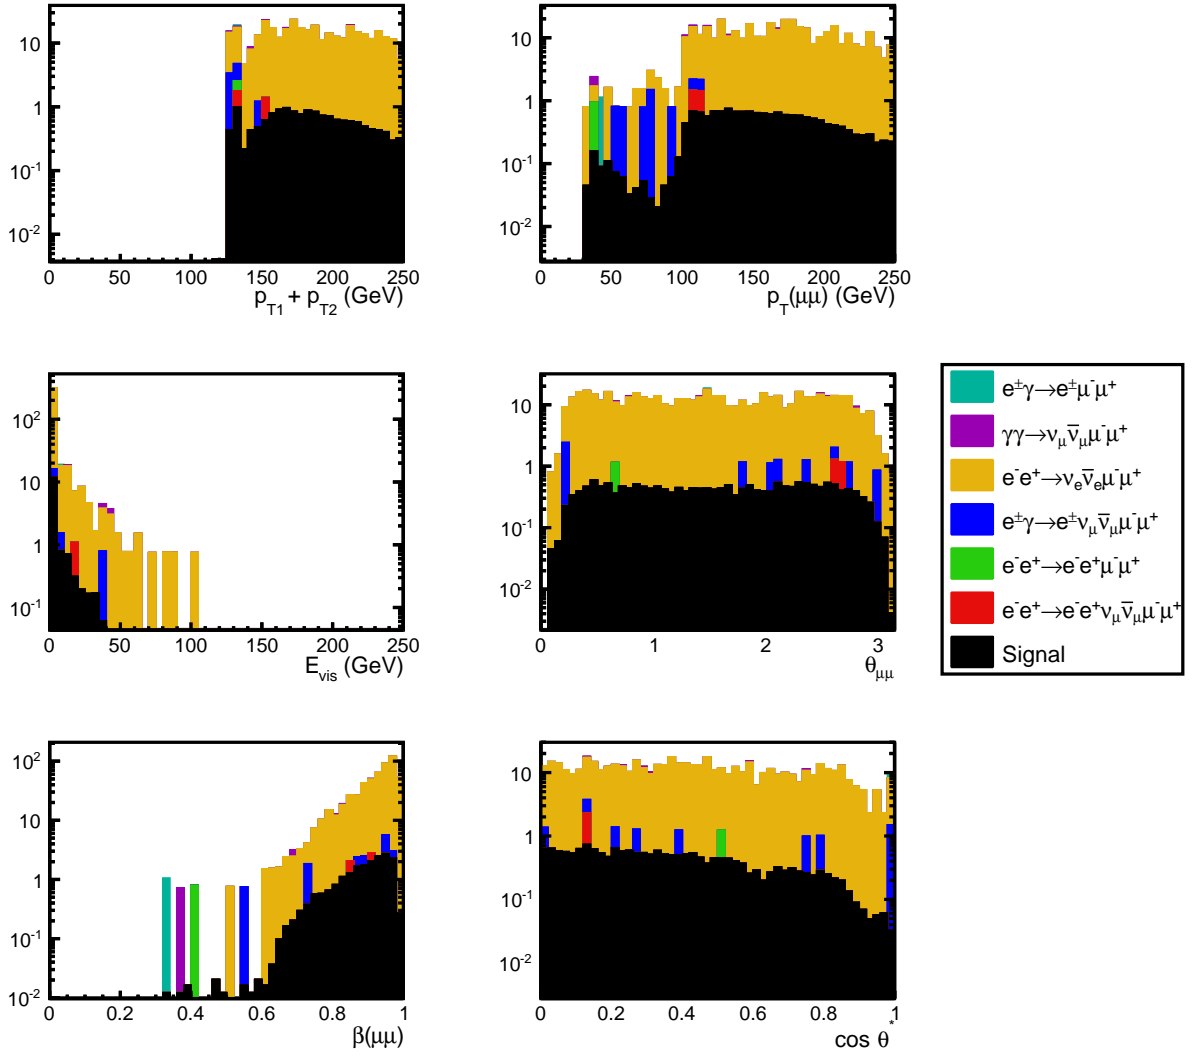 10
1
10⁻¹
10⁻²
0 50 100 150 200 250
p_T1 + p_T2 (GeV)
10
1
10⁻¹
10⁻²
0 50 100 150 200 250
p_T(μμ) (GeV)
10²
10
1
10⁻¹
0 50 100 150 200 250
E_vis (GeV)
10
1
10⁻¹
10⁻²
0 1 2 3
θ_μμ
e±γ→e±μ⁻μ⁺
γγ→ν_μν̅_μμ⁻μ⁺
e⁻e⁺→ν_eν̅_eμ⁻μ⁺
e±γ→e±ν_μν̅_μμ⁻μ⁺
e⁻e⁺→e⁻e⁺μ⁻μ⁺
e⁻e⁺→e⁻e⁺ν_μν̅_μμ⁻μ⁺
Signal
10²
10
1
10⁻¹
10⁻²
0 0.2 0.4 0.6 0.8 1
β(μμ)
10
1
10⁻¹
10⁻²
0 0.2 0.4 0.6 0.8 1
cos θ*